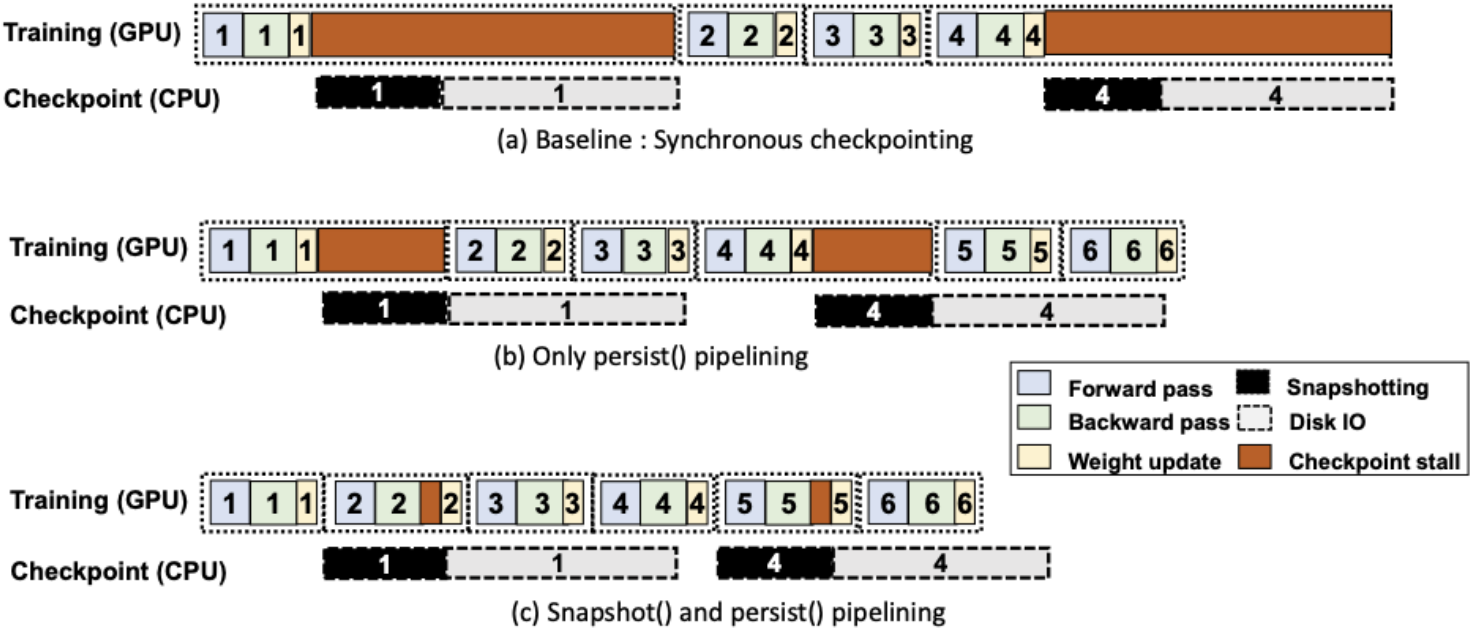 Training (GPU) 1 1 1 2 2 2 3 3 3 4 4 4
Checkpoint (CPU) 1 1 4 4
(a) Baseline : Synchronous checkpointing
Training (GPU) 1 1 1 2 2 2 3 3 3 4 4 4 5 5 5 6 6 6
Checkpoint (CPU) 1 1 4 4
(b) Only persist() pipelining
Forward pass Snapshotting
Backward pass Disk IO
Weight update Checkpoint stall
Training (GPU) 1 1 1 2 2 2 3 3 3 4 4 4 5 5 5 6 6 6
Checkpoint (CPU) 1 1 4 4
(c) Snapshot() and persist() pipelining